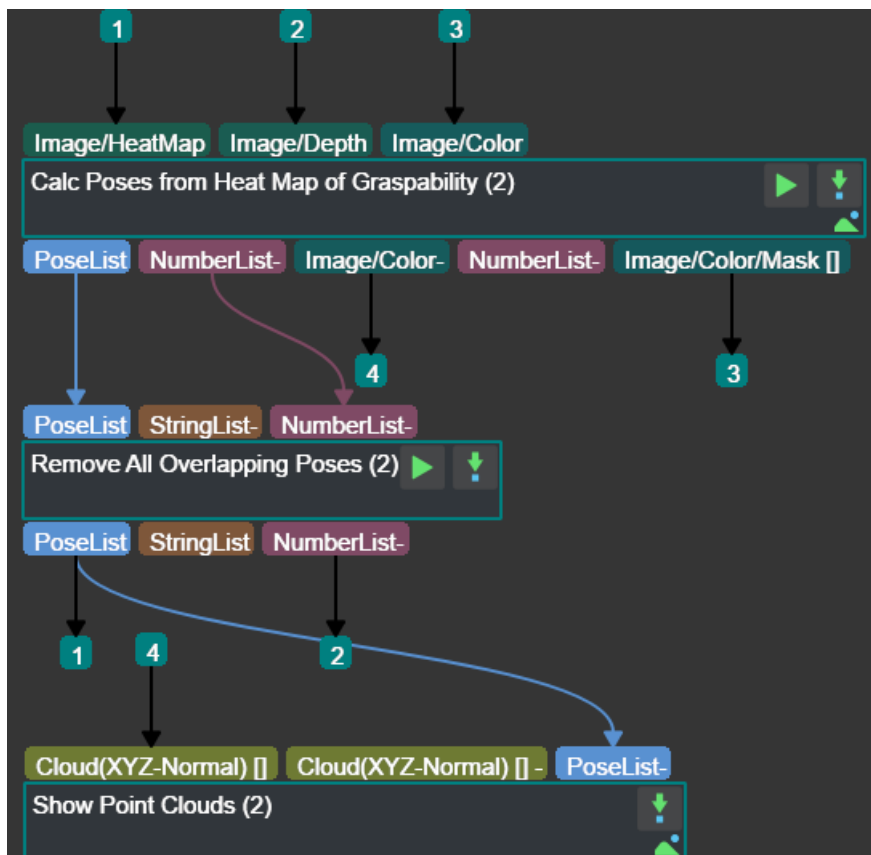 1 2 3
Image/HeatMap Image/Depth Image/Color
Calc Poses from Heat Map of Graspability (2)
PoseList NumberList- Image/Color- NumberList- Image/Color/Mask []
4 3
PoseList StringList- NumberList-
Remove All Overlapping Poses (2)
PoseList StringList NumberList-
1 4 2
Cloud(XYZ-Normal) [] Cloud(XYZ-Normal) [] - PoseList-
Show Point Clouds (2)